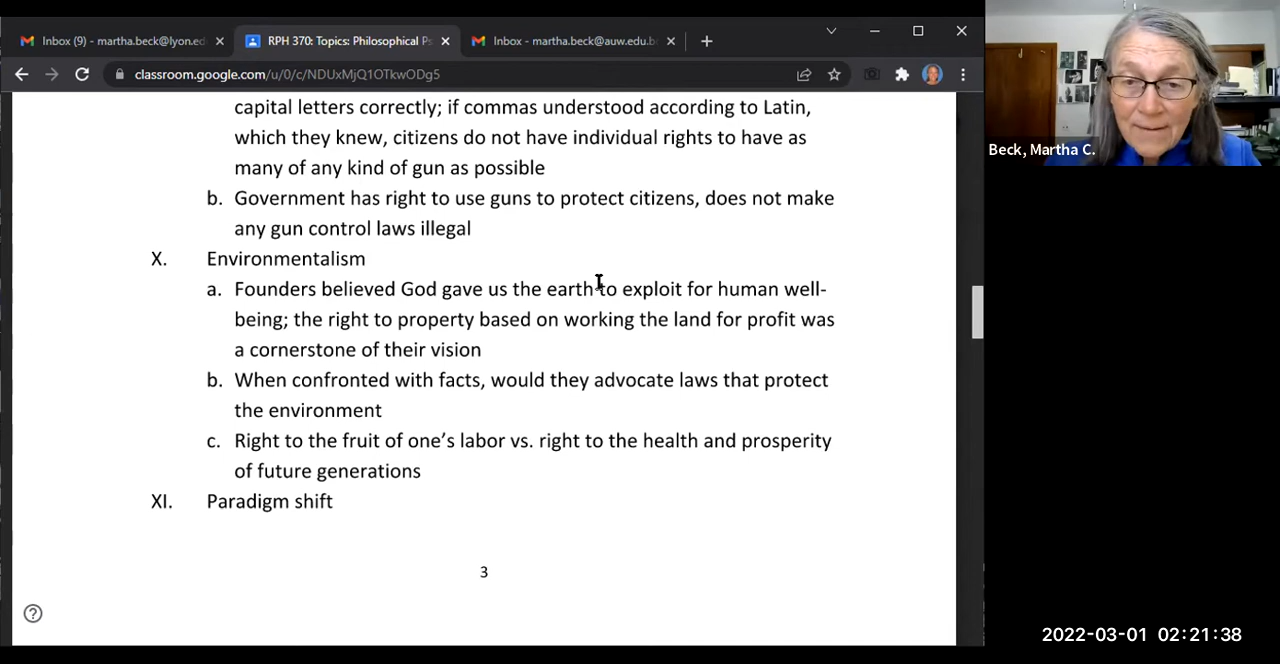 Inbox (9) - martha.beck@lyon.ed
RPH 370: Topics: Philosophical P
Inbox - martha.beck@auw.edu.b
classroom.google.com/u/0/c/NDUxMjQ1OTkwODg5
capital letters correctly; if commas understood according to Latin,
which they knew, citizens do not have individual rights to have as
many of any kind of gun as possible
b. Government has right to use guns to protect citizens, does not make
any gun control laws illegal
X. Environmentalism
a. Founders believed God gave us the earth to exploit for human well-
being; the right to property based on working the land for profit was
a cornerstone of their vision
b. When confronted with facts, would they advocate laws that protect
the environment
c. Right to the fruit of one's labor vs. right to the health and prosperity
of future generations
XI. Paradigm shift
3
Beck, Martha C.
2022-03-01 02:21:38